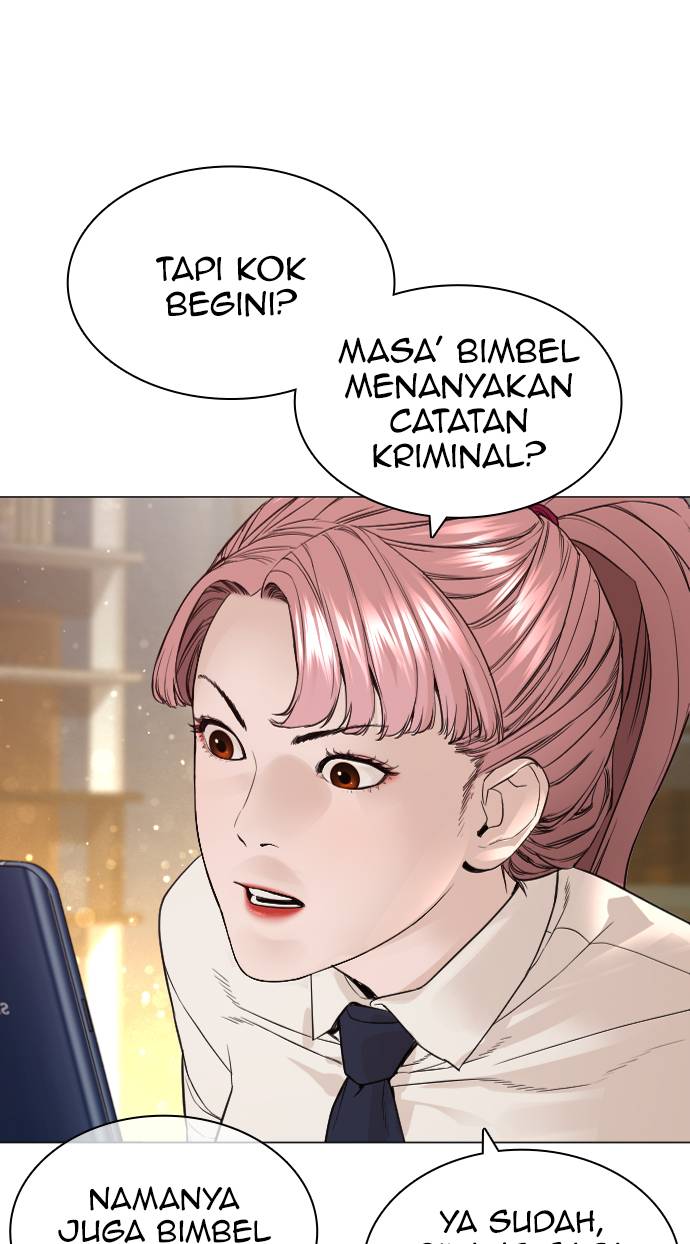 TAPI KOK
BEGINI?
MASA' BIMBEL
MENANYAKAN
CATATAN
KRIMINAL?
NAMANYA
JUGA BIMBEL
YA SUDAH,